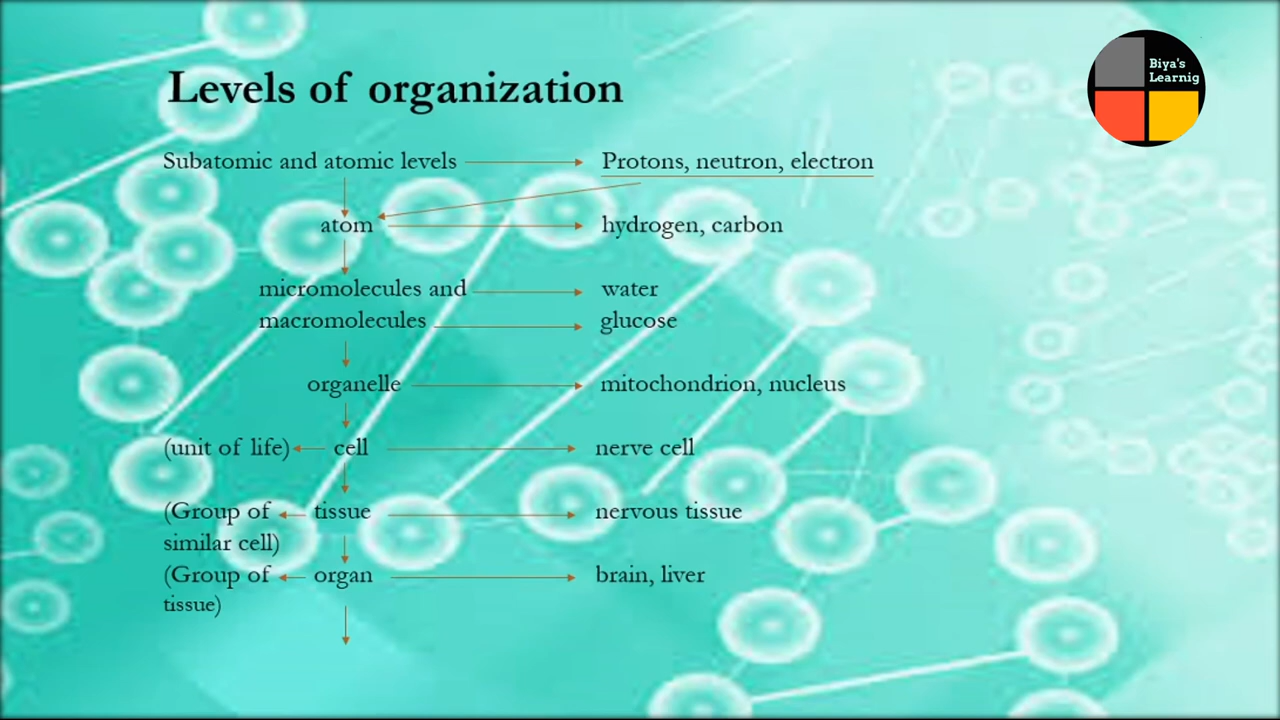 Levels of organization
Biya's
Learnig
Subatomic and atomic levels Protons, neutron, electron
atom hydrogen, carbon
micromolecules and water
macromolecules glucose
organelle mitochondrion, nucleus
(unit of life) cell nerve cell
(Group of tissue nervous tissue
similar cell)
(Group of organ brain, liver
tissue)